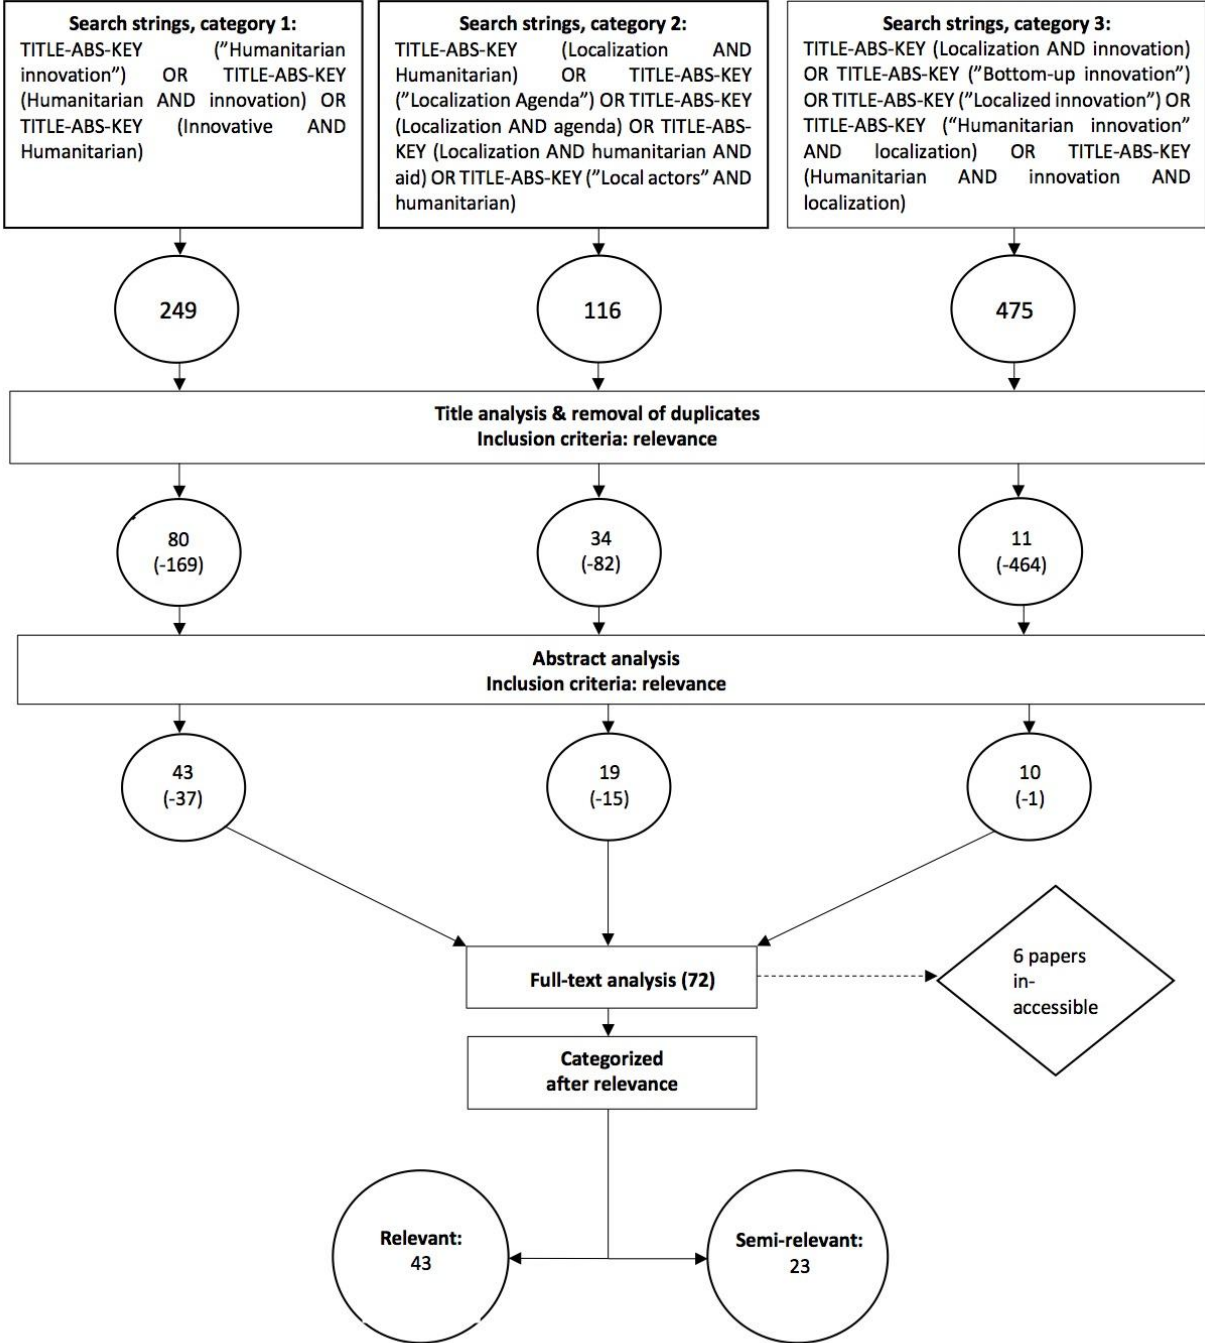 Search strings, category 1:
TITLE-ABS-KEY (”Humanitarian
innovation”) OR TITLE-ABS-KEY
(Humanitarian AND innovation) OR
TITLE-ABS-KEY (Innovative AND
Humanitarian)
Search strings, category 2:
TITLE-ABS-KEY (Localization AND
Humanitarian) OR TITLE-ABS-KEY
(”Localization Agenda”) OR TITLE-ABS-KEY
(Localization AND agenda) OR TITLE-ABS-
KEY (Localization AND humanitarian AND
aid) OR TITLE-ABS-KEY (”Local actors” AND
humanitarian)
Search strings, category 3:
TITLE-ABS-KEY (Localization AND innovation)
OR TITLE-ABS-KEY (”Bottom-up innovation”)
OR TITLE-ABS-KEY (”Localized innovation”) OR
TITLE-ABS-KEY (”Humanitarian innovation”
AND localization) OR TITLE-ABS-KEY
(Humanitarian AND innovation AND
localization)
249
116
475
Title analysis & removal of duplicates
Inclusion criteria: relevance
80
(-169)
34
(-82)
11
(-464)
Abstract analysis
Inclusion criteria: relevance
43
(-37)
19
(-15)
10
(-1)
Full-text analysis (72)
6 papers
in-
accessible
Categorized
after relevance
Relevant:
43
Semi-relevant:
23